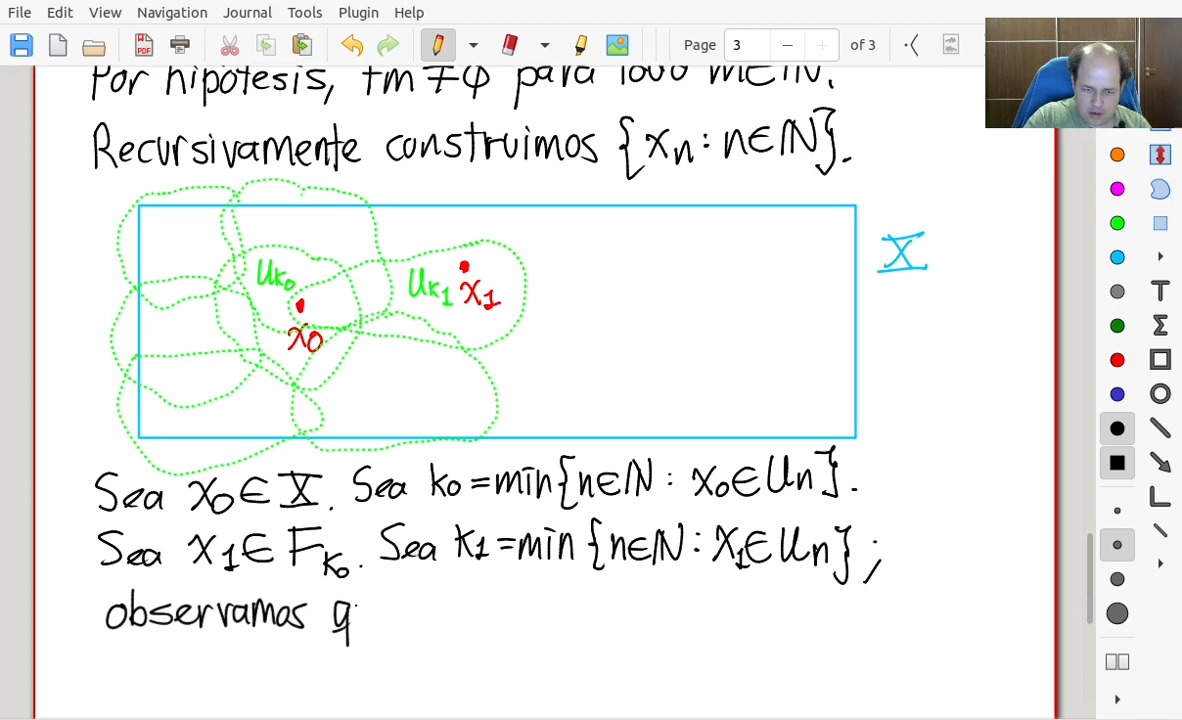 File Edit View Navigation Journal Tools Plugin Help
Page 3 of 3
Por hipótesis, Fm ≠ ϕ para todo m∈ℕ.
Recursivamente construimos {xn : n∈ℕ}.
X
Uk0 Uk1 x1
x0
Sea x0 ∈ X. Sea k0 = min{n∈ℕ : x0∈Un}.
Sea x1 ∈ Fk0. Sea k1 = min {n∈ℕ : x1∈Un} ;
observamos q